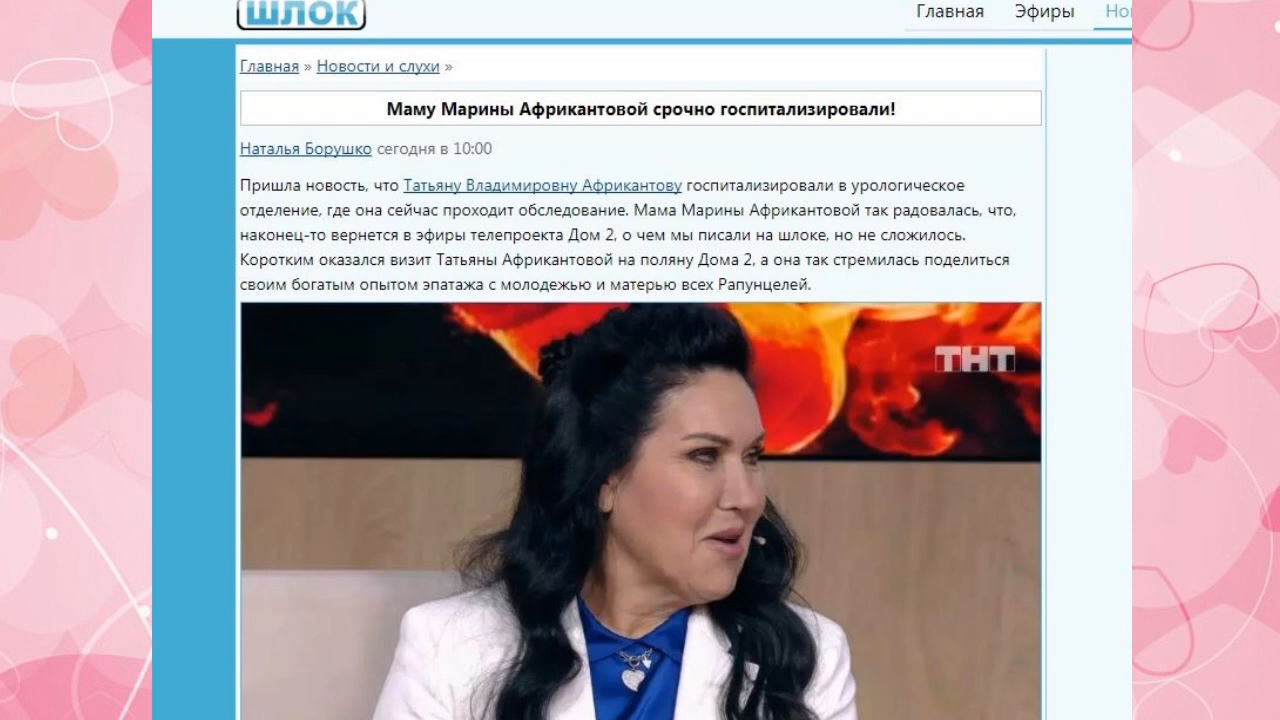 ШЛОК
Главная Эфиры
Главная » Новости и слухи »
Маму Марины Африкантовой срочно госпитализировали!
Наталья Борушко сегодня в 10:00
Пришла новость, что Татьяну Владимировну Африкантову госпитализировали в урологическое
отделение, где она сейчас проходит обследование. Мама Марины Африкантовой так радовалась, что,
наконец-то вернется в эфиры телепроекта Дом 2, о чем мы писали на шлоке, но не сложилось.
Коротким оказался визит Татьяны Африкантовой на поляну Дома 2, а она так стремилась поделиться
своим богатым опытом эпатажа с молодежью и матерью всех Рапунцелей.
ТНТ